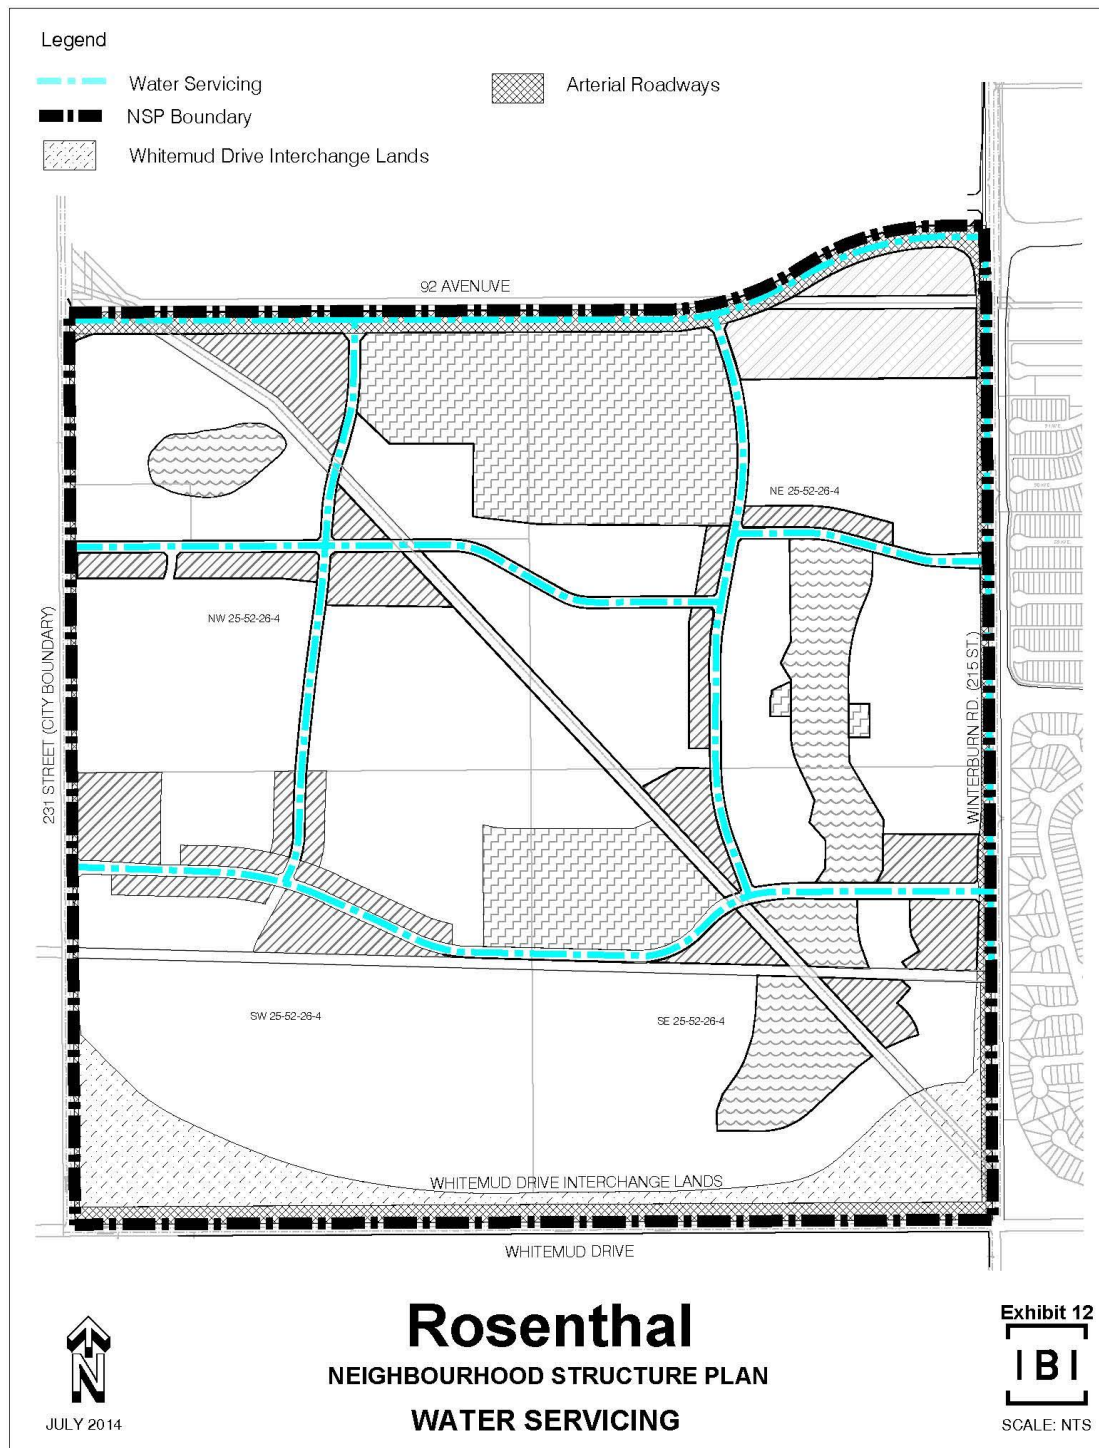 Legend
Water Servicing
Arterial Roadways
NSP Boundary
Whitemud Drive Interchange Lands
92 AVENUVE
NE 25-52-26-4
NW 25-52-26-4
231 STREET (CITY BOUNDARY)
WINTERBURN RD. (215 ST.)
SW 25-52-26-4
SE 25-52-26-4
WHITEMUD DRIVE INTERCHANGE LANDS
WHITEMUD DRIVE
Rosenthal
NEIGHBOURHOOD STRUCTURE PLAN
WATER SERVICING
N
JULY 2014
Exhibit 12
IBI
SCALE: NTS